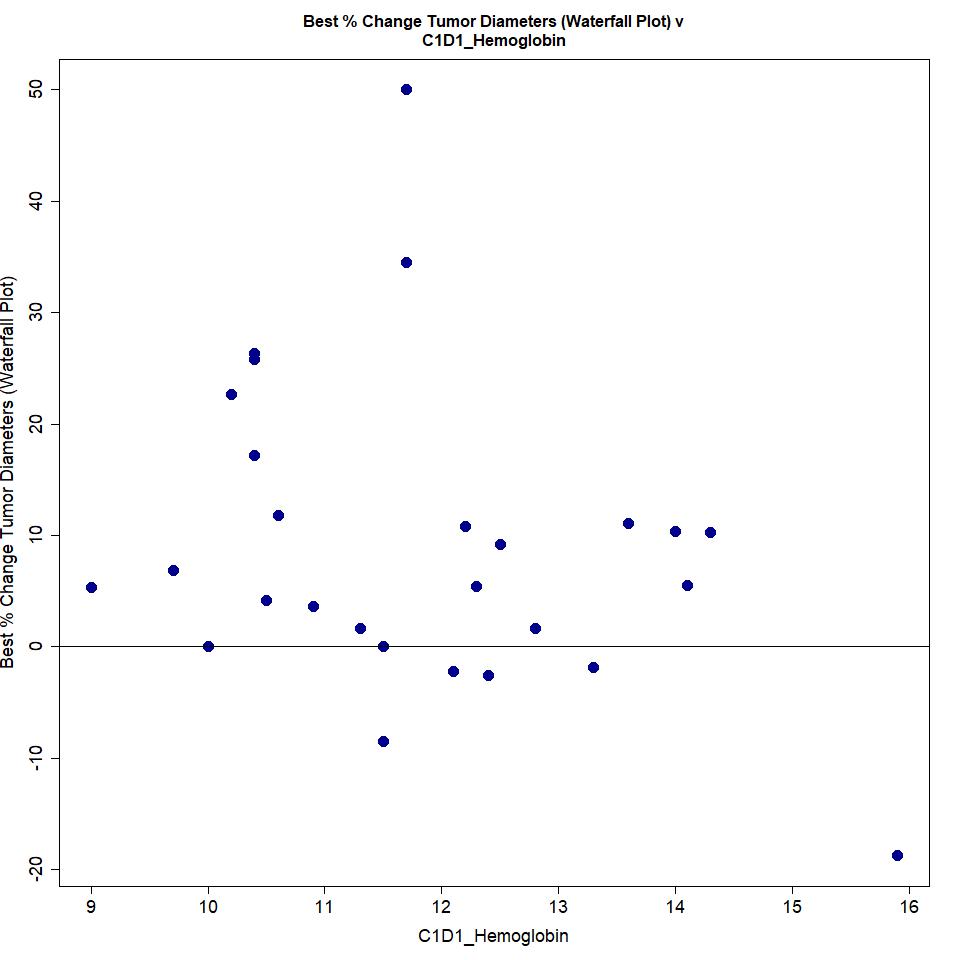 Best % Change Tumor Diameters (Waterfall Plot) v
C1D1_Hemoglobin
Best % Change Tumor Diameters (Waterfall Plot)
50
40
30
20
10
0
-10
-20
9 10 11 12 13 14 15 16
C1D1_Hemoglobin